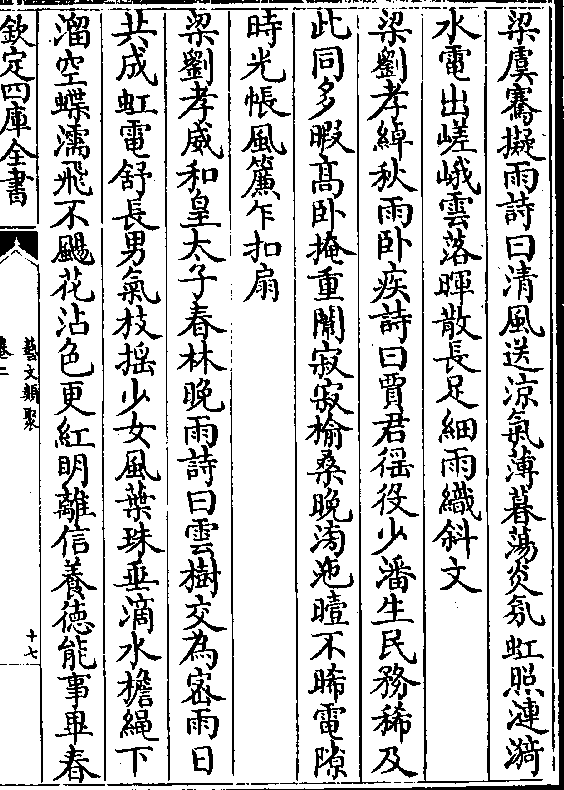 梁虞騫擬雨詩曰清風送涼氣薄暮蕩炎氛虹照漣漪
水電出嵯峨雲落暉散長足細雨織斜文
梁劉孝綽秋雨卧疾詩曰賈君徭役少潘生民務稀及
此同多暇髙卧掩重闈寂寂榆桑晚滂沲曀不晞電隙
時光帳風簾乍扣扇
梁劉孝威和皇太子春林晚雨詩曰雲樹交為宻雨日
共成虹電舒長男氣枝揺少女風葉珠垂滴水檐繩下
溜空蝶濡飛不颺花沾色更紅明離信養徳能事畢春
欽定四庫全書
藝文類聚
卷二
十七